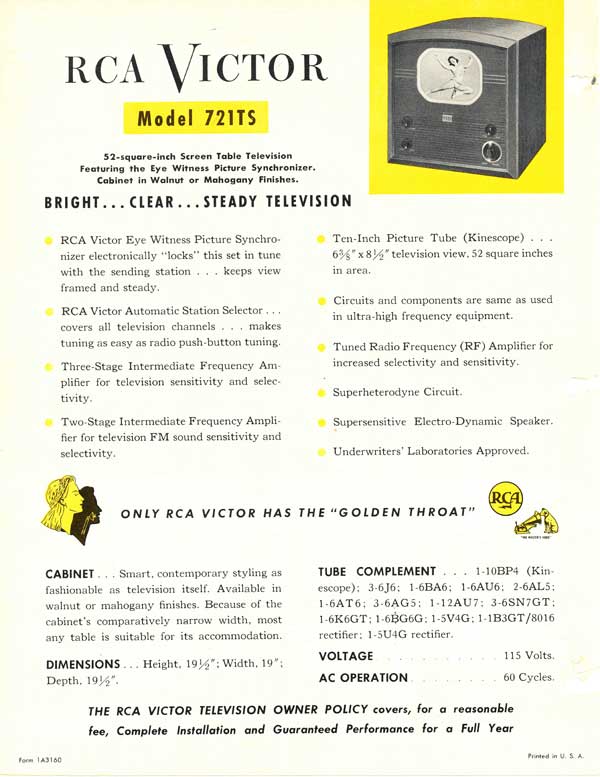 RCA VICTOR
Model 721TS
52-square-inch Screen Table Television
Featuring the Eye Witness Picture Synchronizer.
Cabinet in Walnut or Mahogany Finishes.
BRIGHT... CLEAR... STEADY TELEVISION
RCA Victor Eye Witness Picture Synchro-
nizer electronically "locks" this set in tune
with the sending station . . . keeps view
framed and steady.
RCA Victor Automatic Station Selector . . .
covers all television channels . . . makes
tuning as easy as radio push-button tuning.
Three-Stage Intermediate Frequency Am-
plifier for television sensitivity and selec-
tivity.
Two-Stage Intermediate Frequency Ampli-
fier for television FM sound sensitivity and
selectivity.
Ten-Inch Picture Tube (Kinescope) . . .
6⅜" x 8½" television view. 52 square inches
in area.
Circuits and components are same as used
in ultra-high frequency equipment.
Tuned Radio Frequency (RF) Amplifier for
increased selectivity and sensitivity.
Superheterodyne Circuit.
Supersensitive Electro-Dynamic Speaker.
Underwriters' Laboratories Approved.
ONLY RCA VICTOR HAS THE "GOLDEN THROAT"
RCA
"HIS MASTER'S VOICE"
CABINET . . . Smart, contemporary styling as
fashionable as television itself. Available in
walnut or mahogany finishes. Because of the
cabinet's comparatively narrow width, most
any table is suitable for its accommodation.
DIMENSIONS . . . Height, 19½"; Width, 19";
Depth, 19½".
TUBE COMPLEMENT . . . 1-10BP4 (Kin-
escope); 3-6J6; 1-6BA6; 1-6AU6; 2-6AL5;
1-6AT6; 3-6AG5; 1-12AU7; 3-6SN7GT;
1-6K6GT; 1-6BG6G; 1-5V4G; 1-1B3GT/8016
rectifier; 1-5U4G rectifier.
VOLTAGE . . . . . . . . . . 115 Volts.
AC OPERATION . . . . . . . . 60 Cycles.
THE RCA VICTOR TELEVISION OWNER POLICY covers, for a reasonable
fee, Complete Installation and Guaranteed Performance for a Full Year
Form 1A3160
Printed in U. S. A.